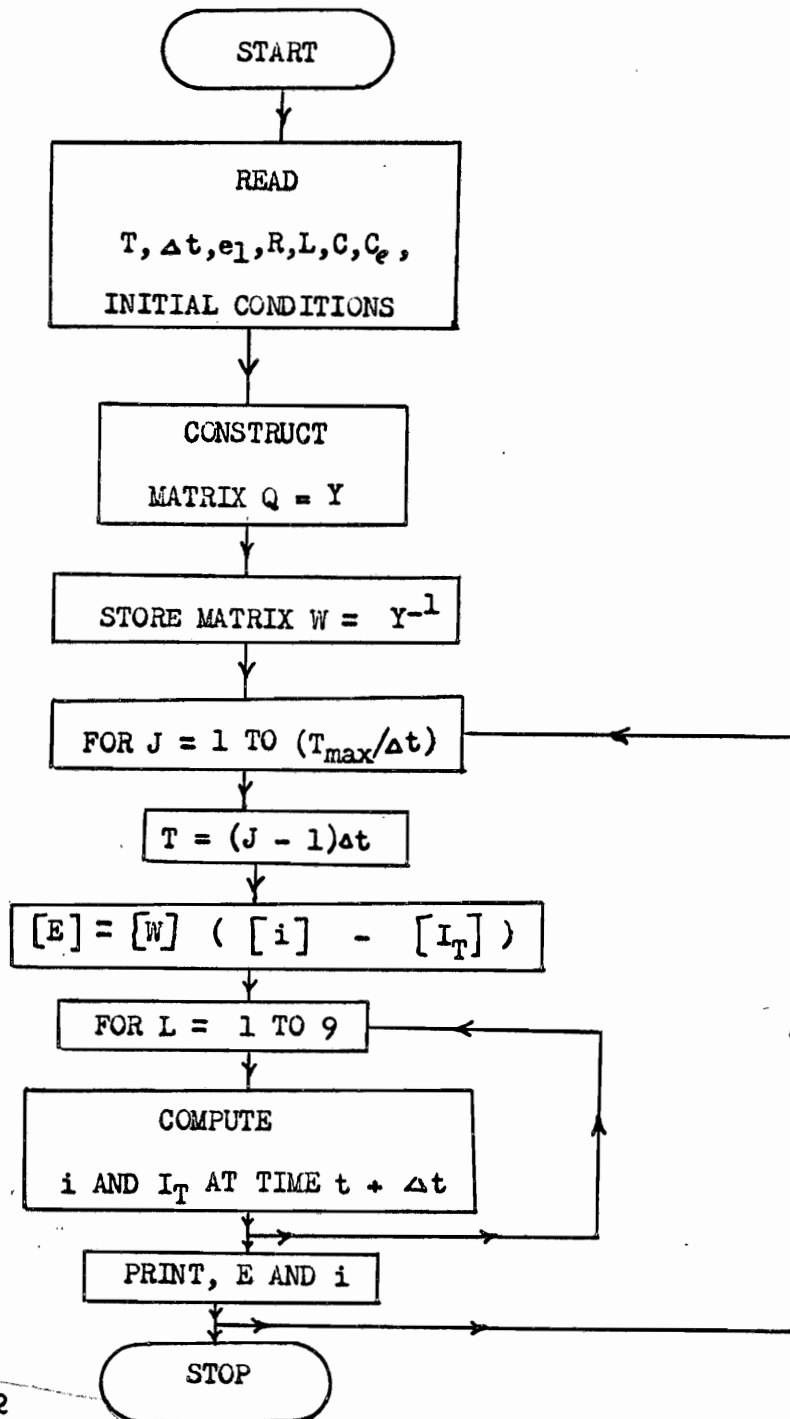 START
READ
T, Δt, e1, R, L, C, Ce,
INITIAL CONDITIONS
CONSTRUCT
MATRIX Q = Y
STORE MATRIX W = Y-1
FOR J = 1 TO (Tmax/Δt)
T = (J - 1)Δt
[E] = [W] ( [i] - [IT] )
FOR L = 1 TO 9
COMPUTE
i AND IT AT TIME t + Δt
PRINT, E AND i
STOP